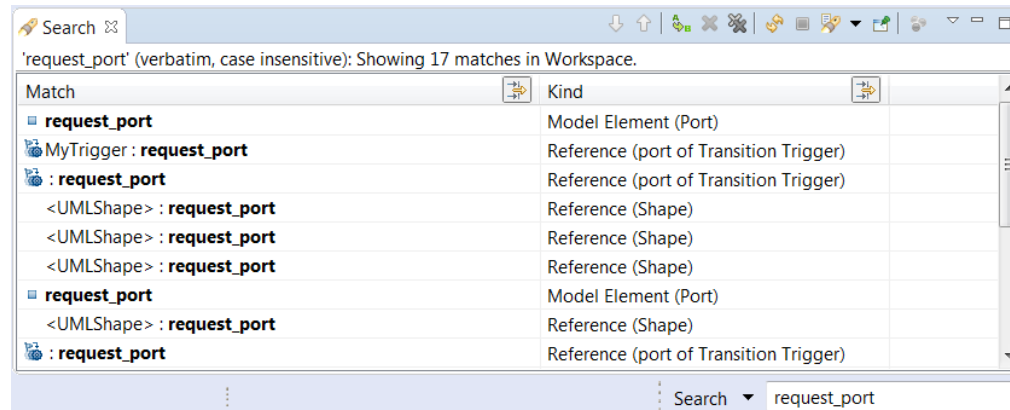 Search
'request_port' (verbatim, case insensitive): Showing 17 matches in Workspace.
Match Kind
request_port Model Element (Port)
MyTrigger : request_port Reference (port of Transition Trigger)
: request_port Reference (port of Transition Trigger)
<UMLShape> : request_port Reference (Shape)
<UMLShape> : request_port Reference (Shape)
<UMLShape> : request_port Reference (Shape)
request_port Model Element (Port)
<UMLShape> : request_port Reference (Shape)
: request_port Reference (port of Transition Trigger)
Search request_port